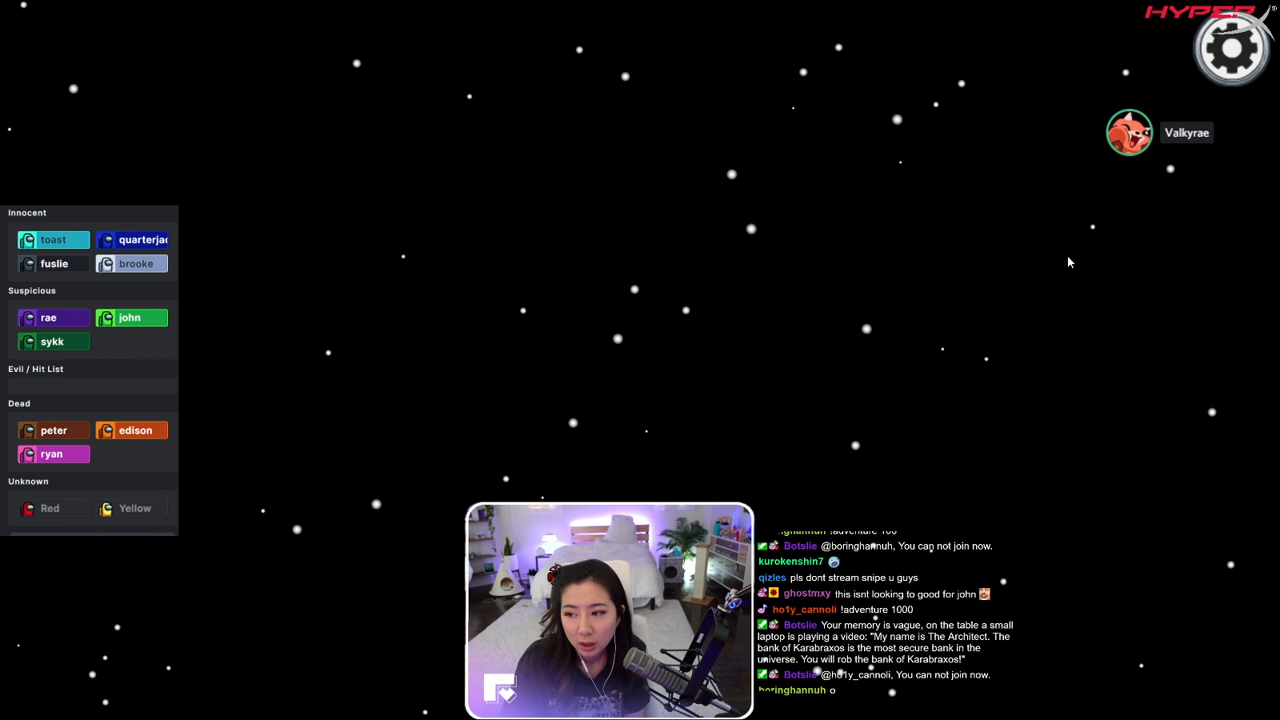 HYPERX
Valkyrae
Innocent
toast
quarterjac
fuslie
brooke
Suspicious
rae
john
sykk
Evil / Hit List
Dead
peter
edison
ryan
Unknown
Red
Yellow
!adventure 100
Botslie @boringhannuh, You can not join now.
kurokenshin7
qizles pls dont stream snipe u guys
ghostmxy this isnt looking to good for john
ho1y_cannoli !adventure 1000
Botslie Your memory is vague, on the table a small
laptop is playing a video: "My name is The Architect. The
bank of Karabraxos is the most secure bank in the
universe. You will rob the bank of Karabraxos!"
Botslie @ho1y_cannoli, You can not join now.
boringhannuh o